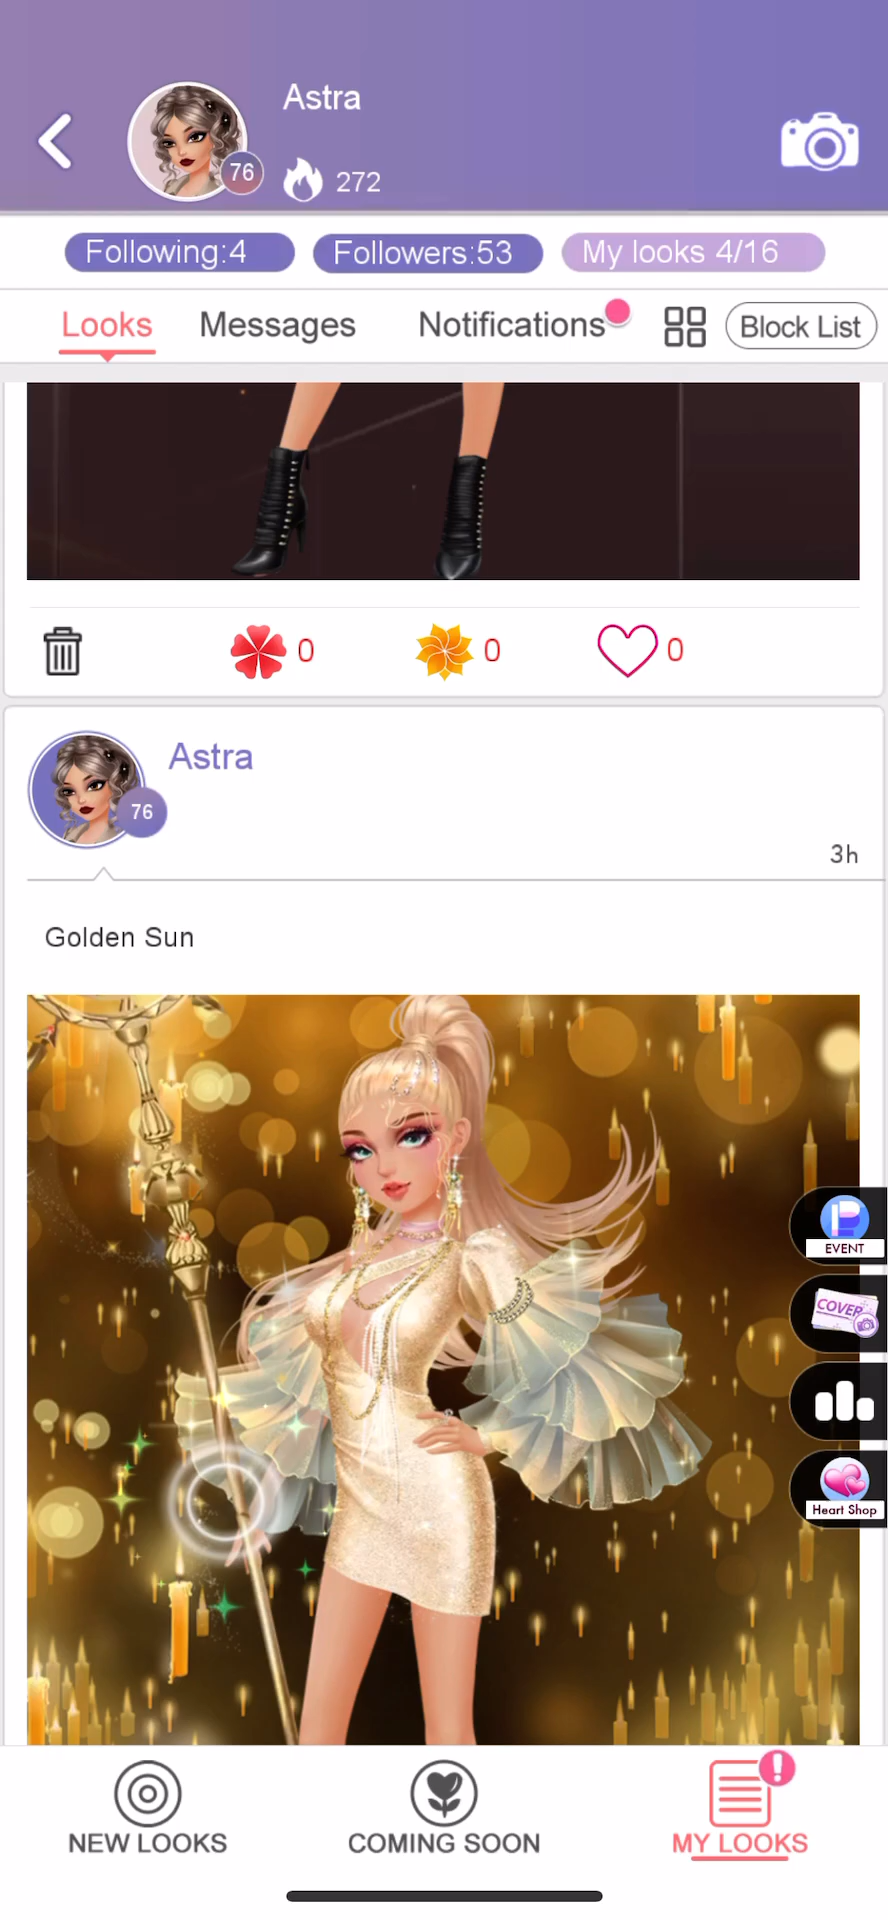 Astra
76
272
Following:4
Followers:53
My looks 4/16
Looks
Messages
Notifications
Block List
0
0
0
Astra
76
3h
Golden Sun
EVENT
COVER
Heart Shop
NEW LOOKS
COMING SOON
MY LOOKS